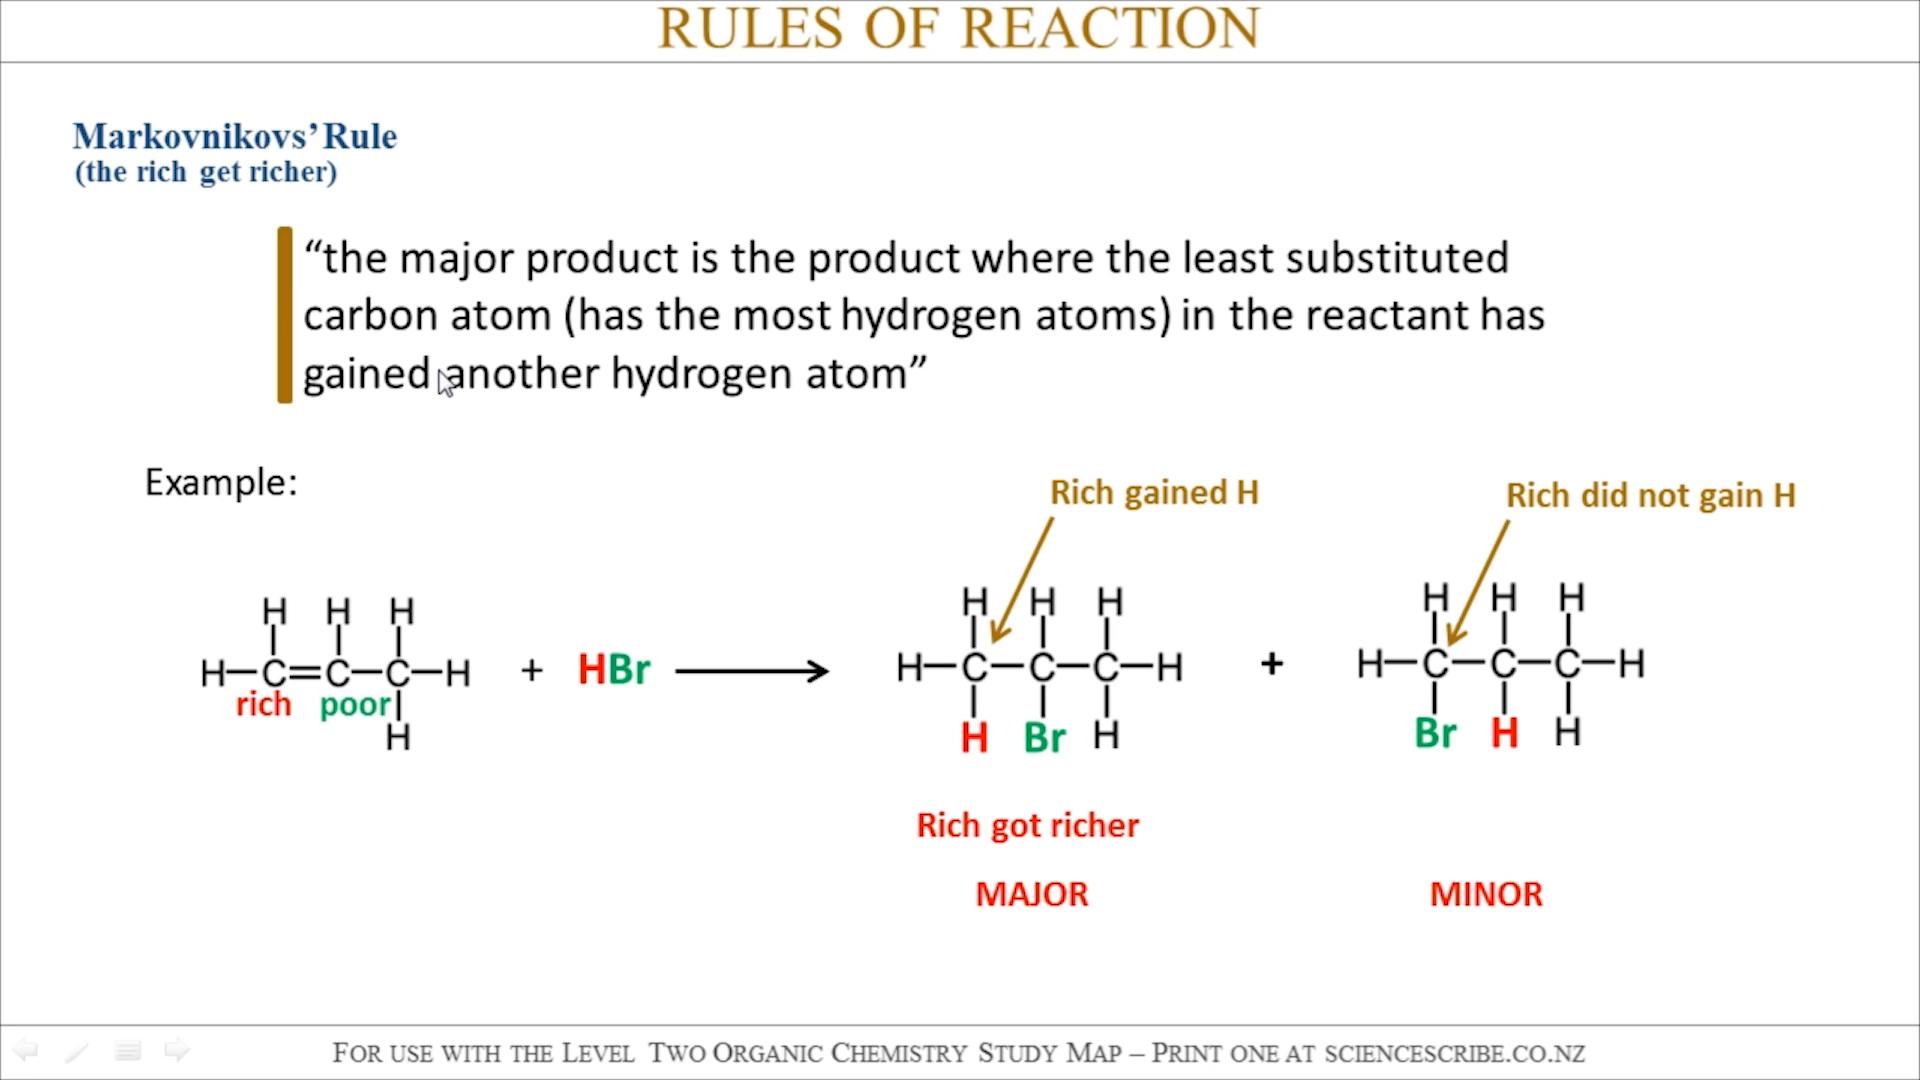 RULES OF REACTION
Markovnikovs’ Rule
(the rich get richer)
“the major product is the product where the least substituted
carbon atom (has the most hydrogen atoms) in the reactant has
gained another hydrogen atom”
Example:
Rich gained H
Rich did not gain H
H H H
H–C=C–C–H
rich poor
H
+ HBr
H H H
H–C–C–C–H
H Br H
+
H H H
H–C–C–C–H
Br H H
Rich got richer
MAJOR
MINOR
FOR USE WITH THE LEVEL TWO ORGANIC CHEMISTRY STUDY MAP – PRINT ONE AT SCIENCESCRIBE.CO.NZ